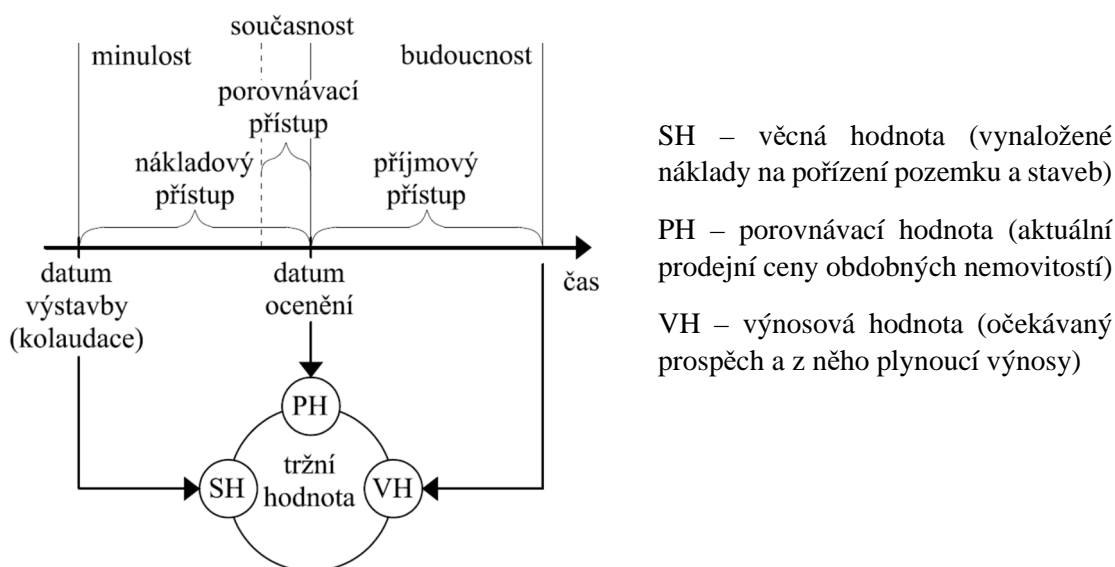 současnost
minulost
budoucnost
porovnávací
přístup
nákladový
přístup
příjmový
přístup
datum
výstavby
(kolaudace)
datum
ocenění
čas
PH
SH
tržní
hodnota
VH
SH – věcná hodnota (vynaložené
náklady na pořízení pozemku a staveb)
PH – porovnávací hodnota (aktuální
prodejní ceny obdobných nemovitostí)
VH – výnosová hodnota (očekávaný
prospěch a z něho plynoucí výnosy)